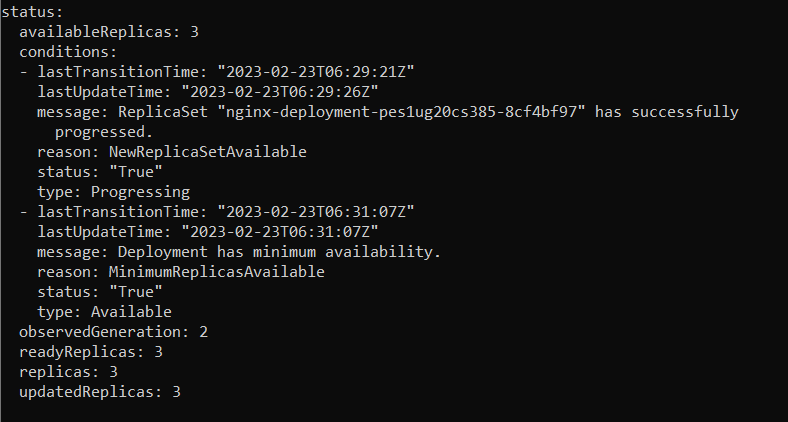 status:
  availableReplicas: 3
  conditions:
  - lastTransitionTime: "2023-02-23T06:29:21Z"
    lastUpdateTime: "2023-02-23T06:29:26Z"
    message: ReplicaSet "nginx-deployment-pes1ug20cs385-8cf4bf97" has successfully
      progressed.
    reason: NewReplicaSetAvailable
    status: "True"
    type: Progressing
  - lastTransitionTime: "2023-02-23T06:31:07Z"
    lastUpdateTime: "2023-02-23T06:31:07Z"
    message: Deployment has minimum availability.
    reason: MinimumReplicasAvailable
    status: "True"
    type: Available
  observedGeneration: 2
  readyReplicas: 3
  replicas: 3
  updatedReplicas: 3